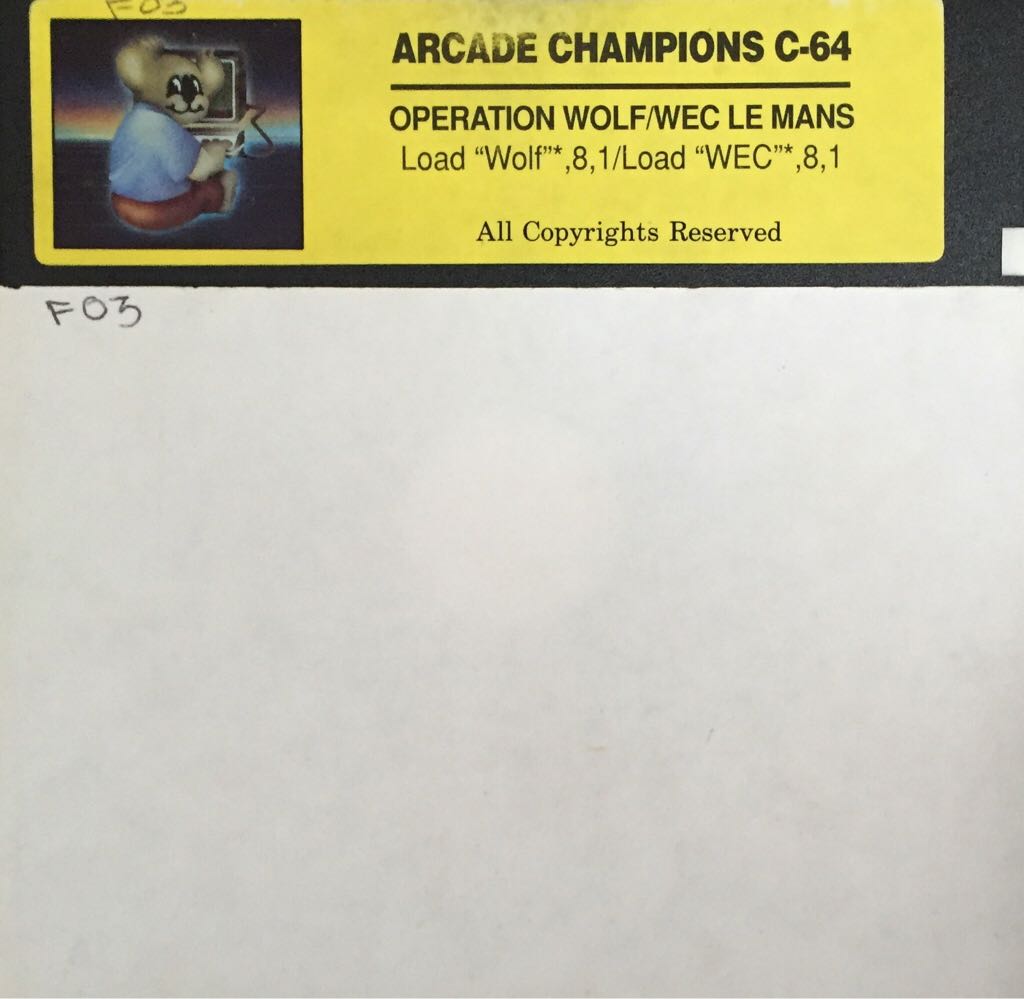 F03
ARCADE CHAMPIONS C-64
OPERATION WOLF/WEC LE MANS
Load “Wolf”*,8,1/Load “WEC”*,8,1
All Copyrights Reserved
F03